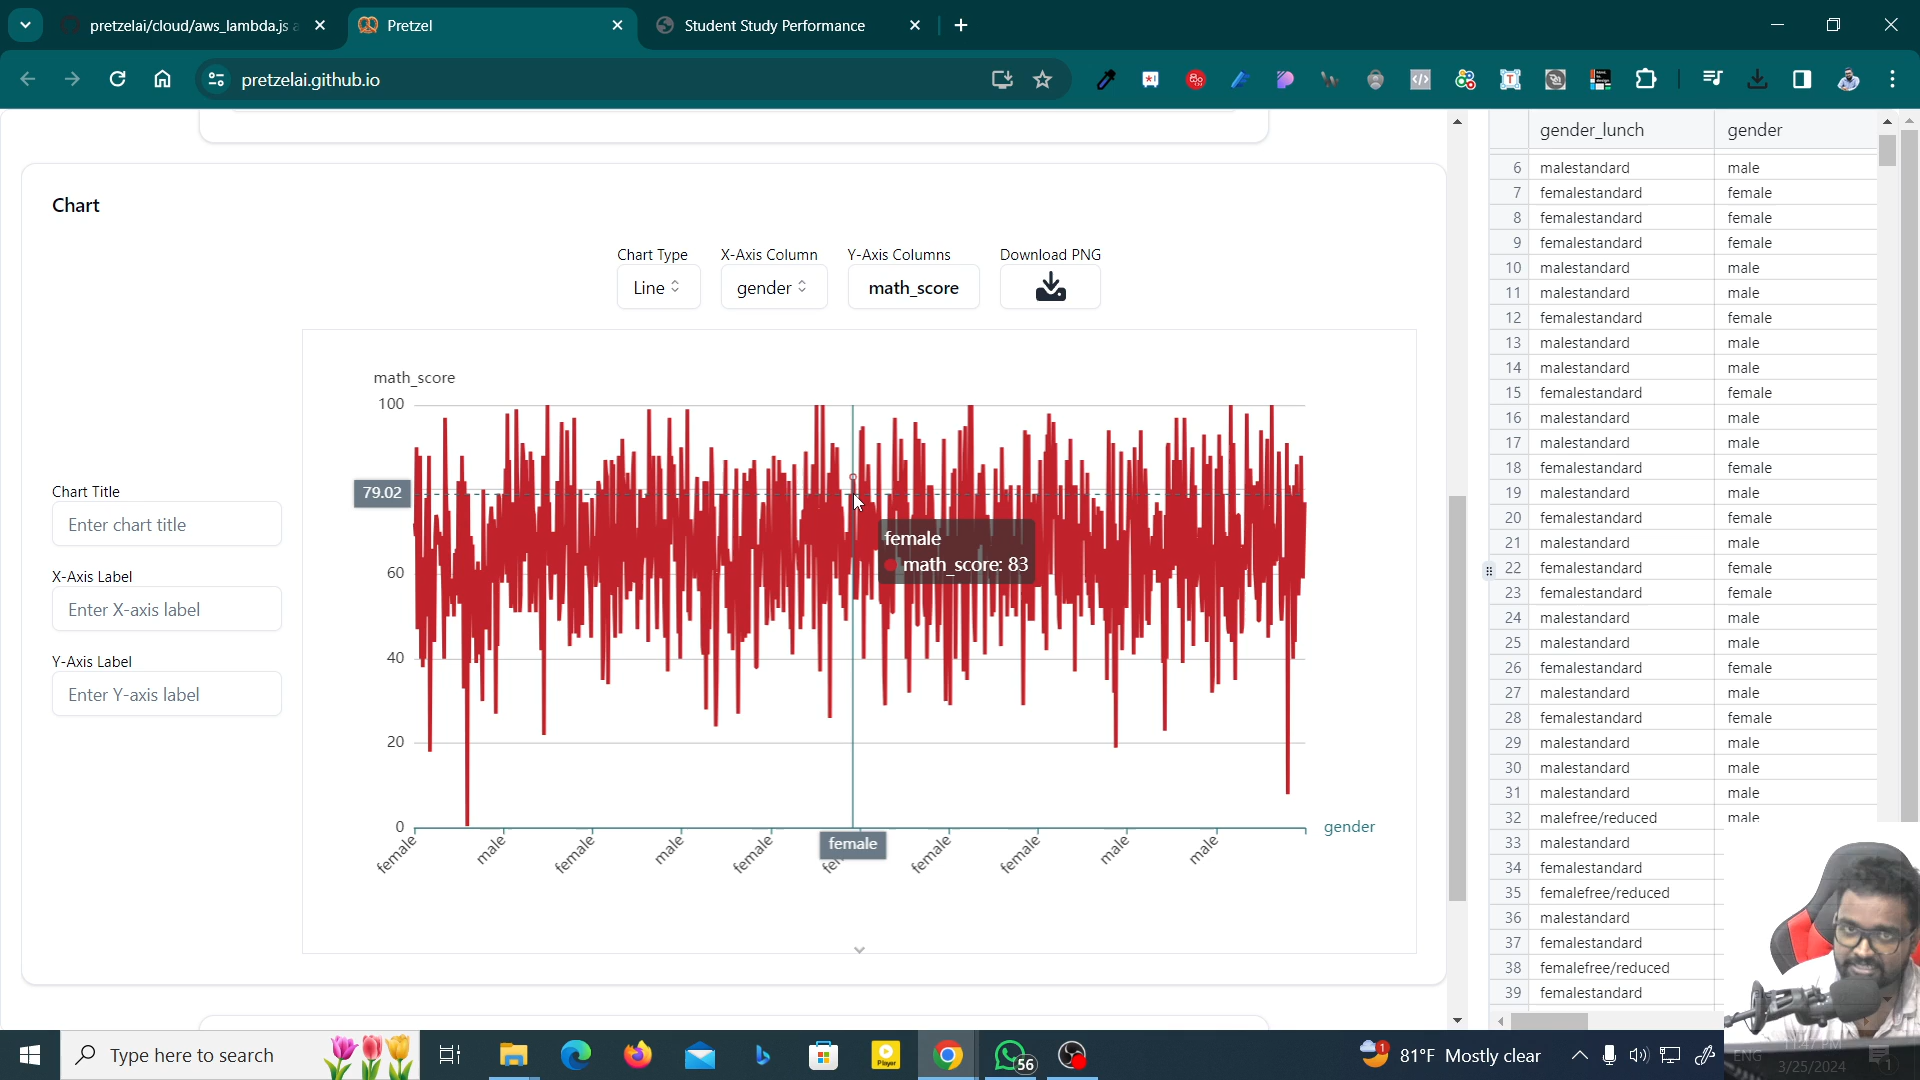 pretzelai/cloud/aws_lambda.js a
Pretzel
Student Study Performance
pretzelai.github.io
Chart
Chart Type
Line
X-Axis Column
gender
Y-Axis Columns
math_score
Download PNG
Chart Title
Enter chart title
X-Axis Label
Enter X-axis label
Y-Axis Label
Enter Y-axis label
math_score
100
79.02
60
40
20
0
female
math_score: 83
female
male
female
male
female
female
female
female
male
male
gender
gender_lunch gender
6 malestandard male
7 femalestandard female
8 femalestandard female
9 femalestandard female
10 malestandard male
11 malestandard male
12 femalestandard female
13 malestandard male
14 malestandard male
15 femalestandard female
16 malestandard male
17 malestandard male
18 femalestandard female
19 malestandard male
20 femalestandard female
21 malestandard male
22 femalestandard female
23 femalestandard female
24 malestandard male
25 malestandard male
26 femalestandard female
27 malestandard male
28 femalestandard female
29 malestandard male
30 malestandard male
31 malestandard male
32 malefree/reduced male
33 malestandard
34 femalestandard
35 femalefree/reduced
36 malestandard
37 femalestandard
38 femalefree/reduced
39 femalestandard
Type here to search
Player
56
1
81°F Mostly clear
ENG
11:47 PM
3/25/2024
1